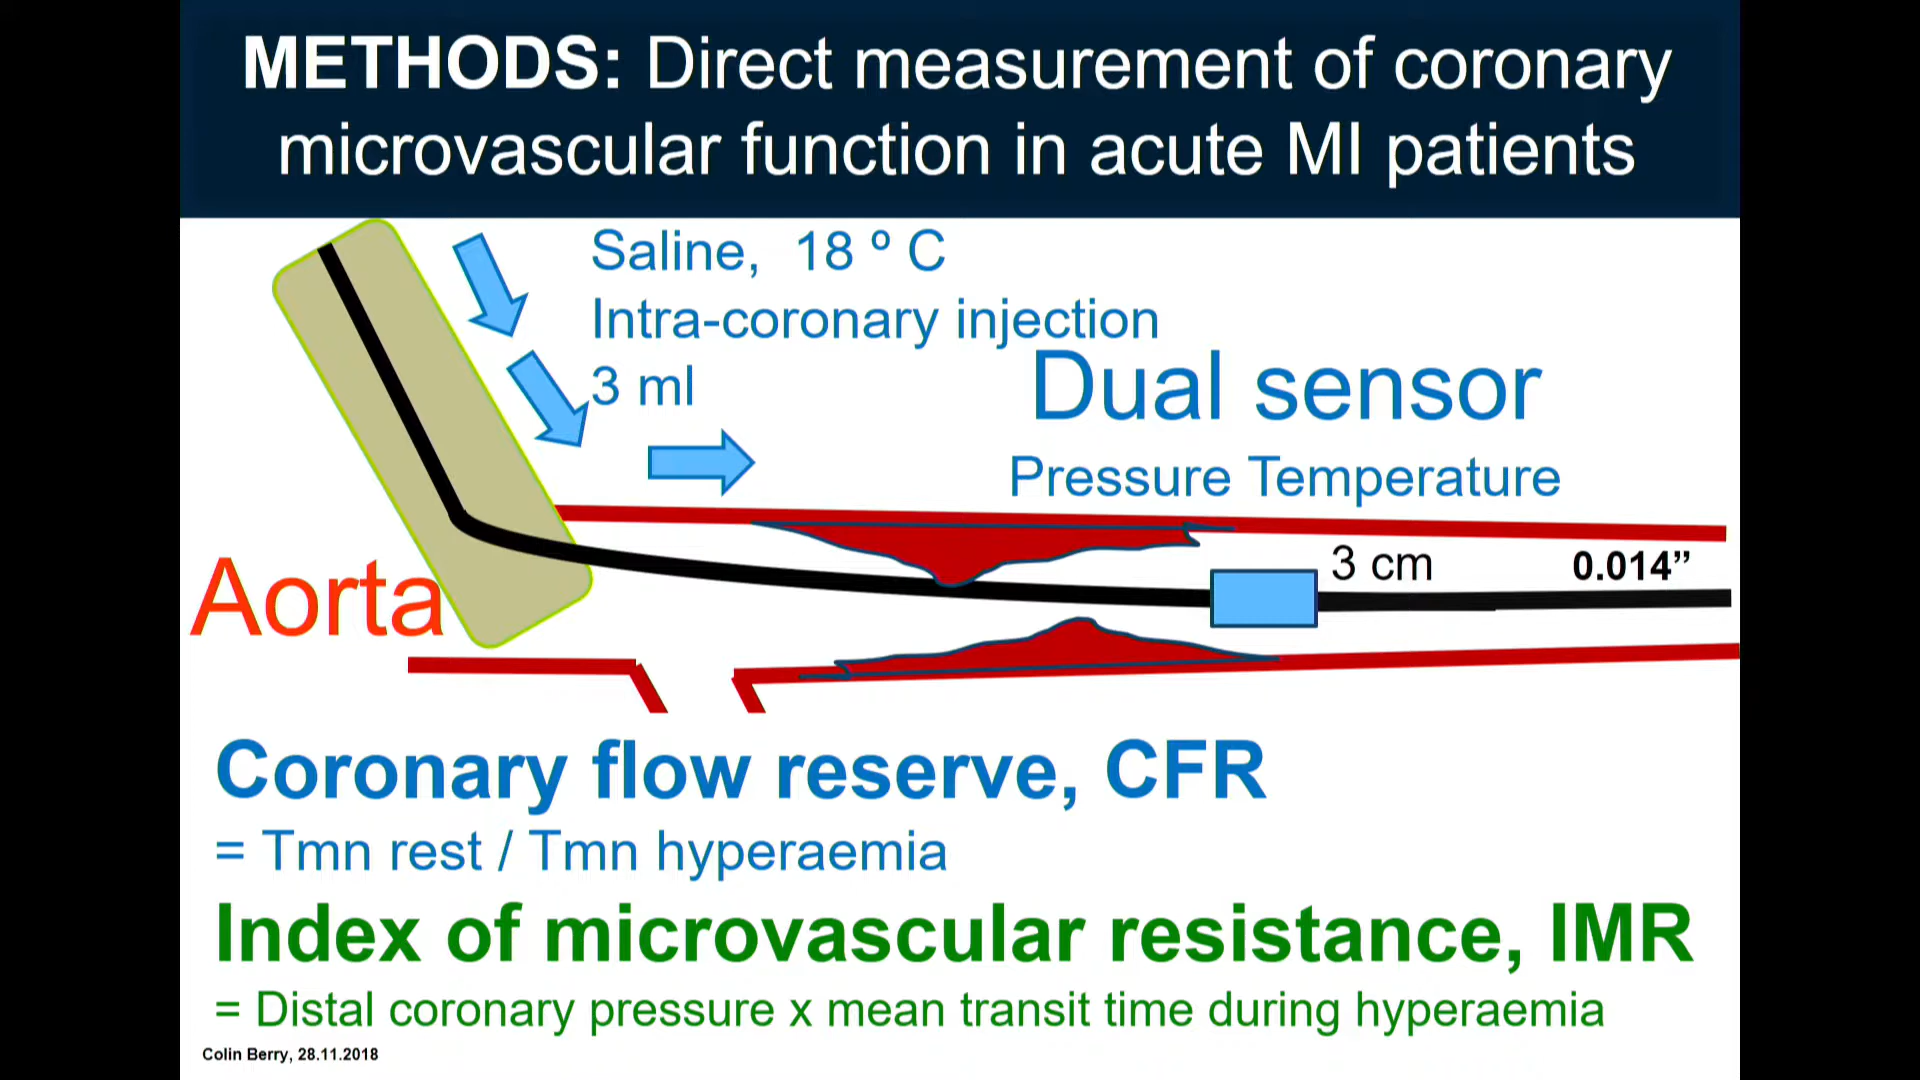 METHODS: Direct measurement of coronary
microvascular function in acute MI patients
Saline, 18 º C
Intra-coronary injection
3 ml
Dual sensor
Pressure Temperature
3 cm
0.014”
Aorta
Coronary flow reserve, CFR
= Tmn rest / Tmn hyperaemia
Index of microvascular resistance, IMR
= Distal coronary pressure x mean transit time during hyperaemia
Colin Berry, 28.11.2018